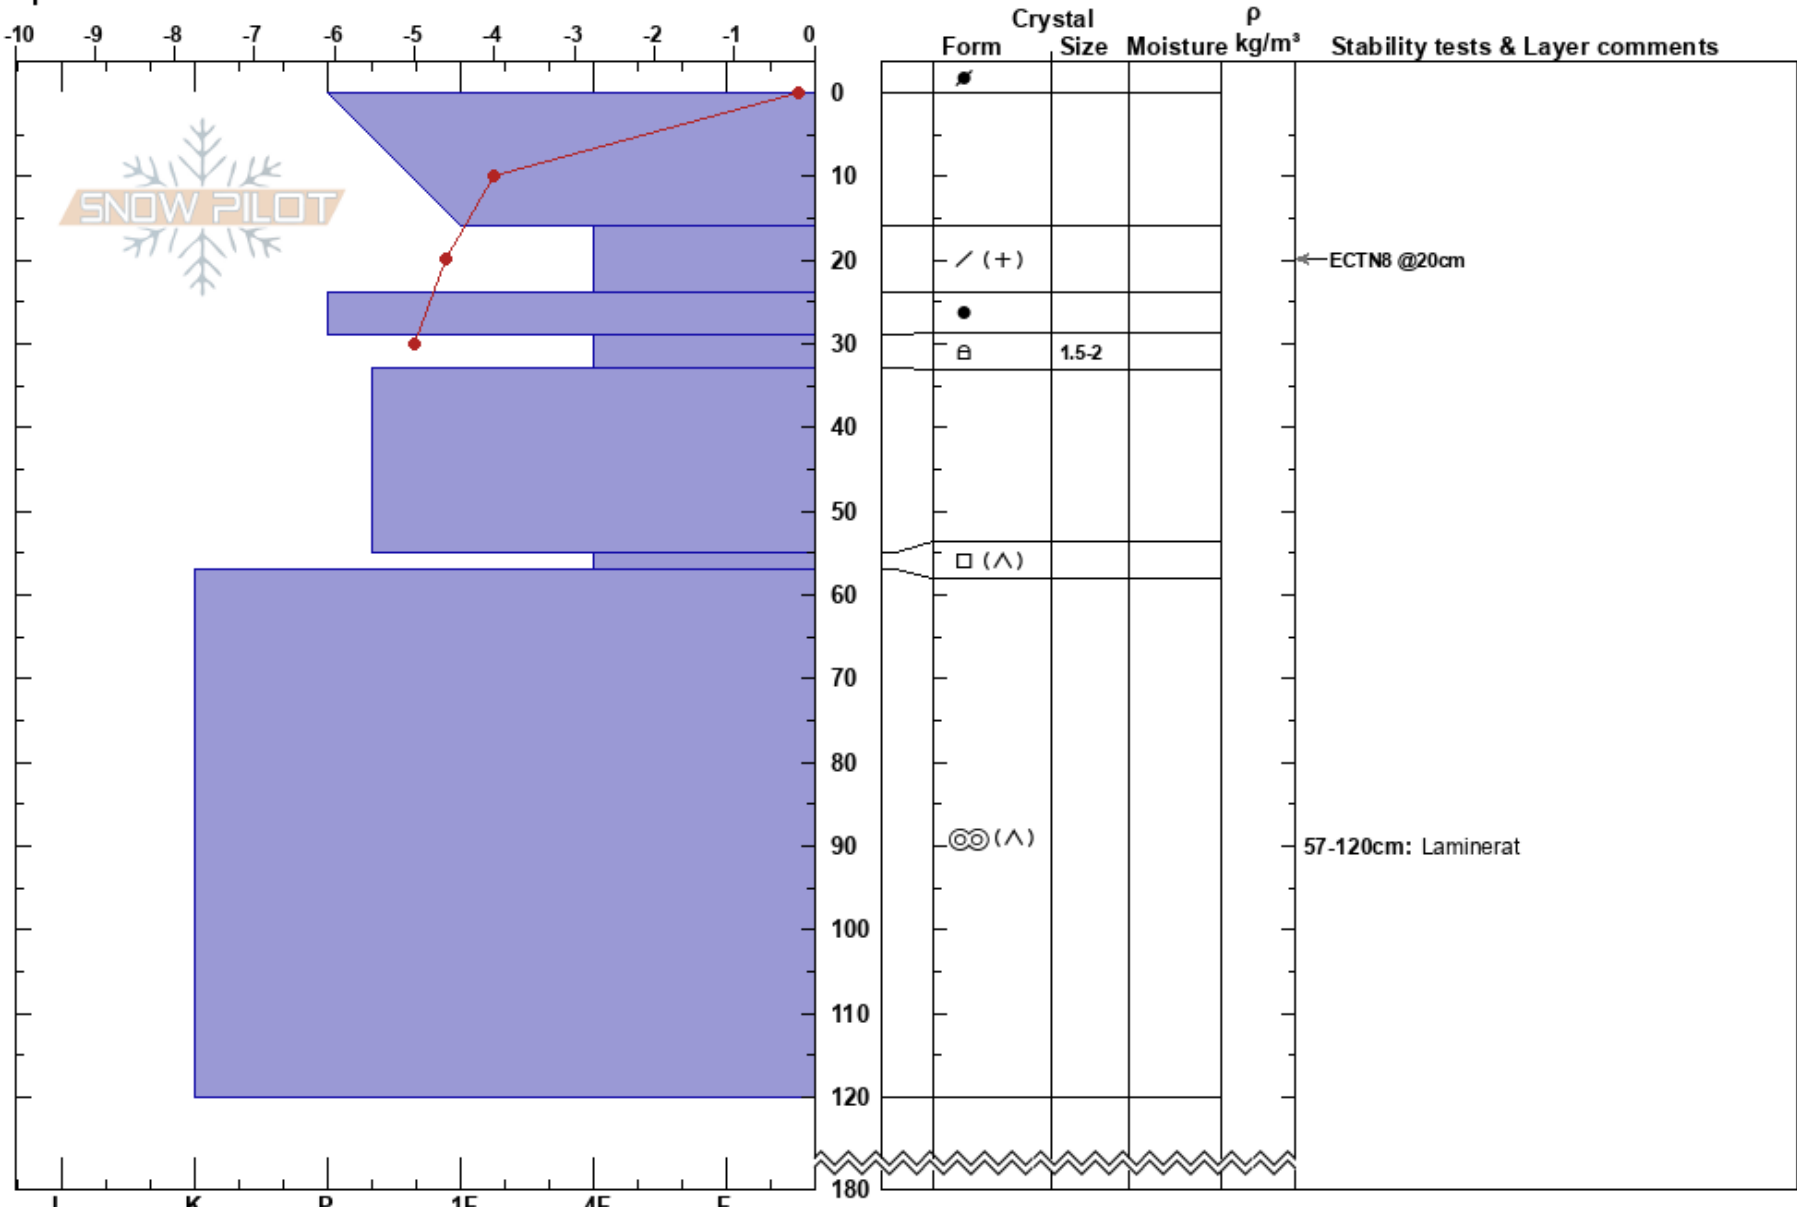 Crystal ρ
-10 -9 -8 -7 -6 -5 -4 -3 -2 -1 0 Form Size Moisture kg/m³ Stability tests & Layer comments
0
SNOW PILOT
10
20 / (+) ECTN8 @20cm
30 1.5-2
40
50
(∧)
60
70
80
90 (∧) 57-120cm: Laminerat
100
110
120
180
I K P 1F 4F F